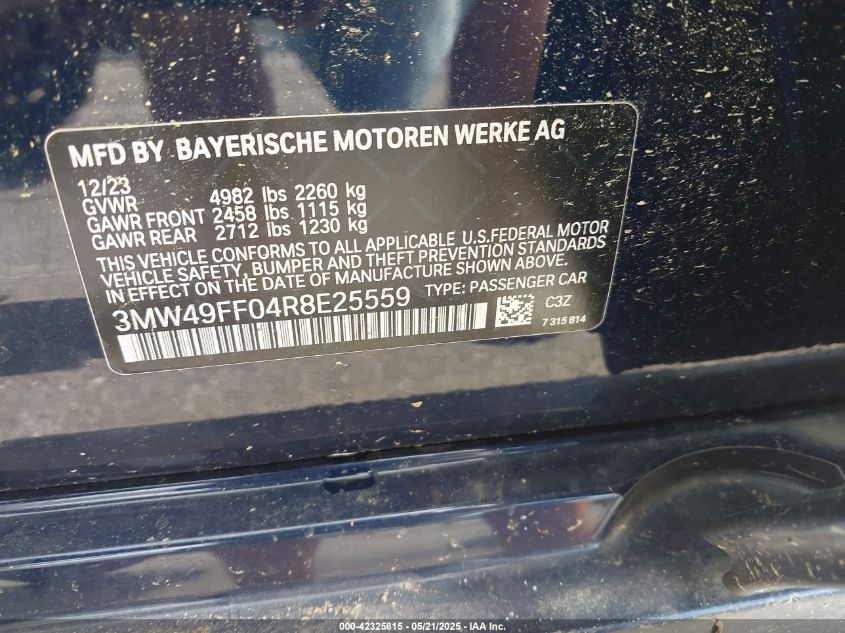 MFD BY BAYERISCHE MOTOREN WERKE AG
12/23
GVWR 4982 lbs 2260 kg
GAWR FRONT 2458 lbs 1115 kg
GAWR REAR 2712 lbs 1230 kg
THIS VEHICLE CONFORMS TO ALL APPLICABLE U.S.FEDERAL MOTOR
VEHICLE SAFETY, BUMPER AND THEFT PREVENTION STANDARDS
IN EFFECT ON THE DATE OF MANUFACTURE SHOWN ABOVE.
3MW49FF04R8E25559 TYPE: PASSENGER CAR
C3Z
7 315 814
000-42325815 - 05/21/2025 - IAA Inc.